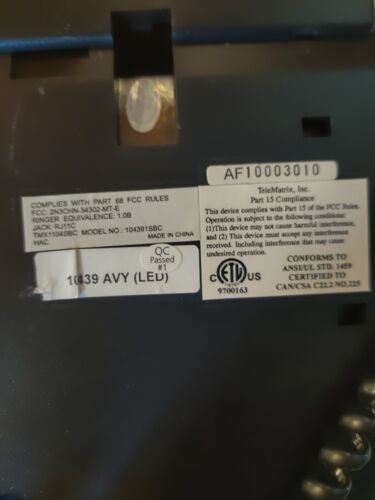 AF10003010
COMPLIES WITH PART 68 FCC RULES
FCC 2N3CHN-34302-MT-E
RINGER EQUIVALENCE: 1.0B
JACK: RJ11C
TMX1104SBC MODEL NO.: 104391SBC
HAC MADE IN CHINA
QC
Passed
#1
10439 AVY (LED)
TeleMatrix, Inc.
Part 15 Compliance
This device complies with Part 15 of the FCC Rules.
Operation is subject to the following conditions:
(1)This device may not cause harmful interference,
and (2) This device must accept any interference
received. Including interference that may cause
undesired operation.
C ETL US
9700163
CONFORMS TO
ANSI/UL STD. 1459
CERTIFIED TO
CAN/CSA C22.2 NO.225